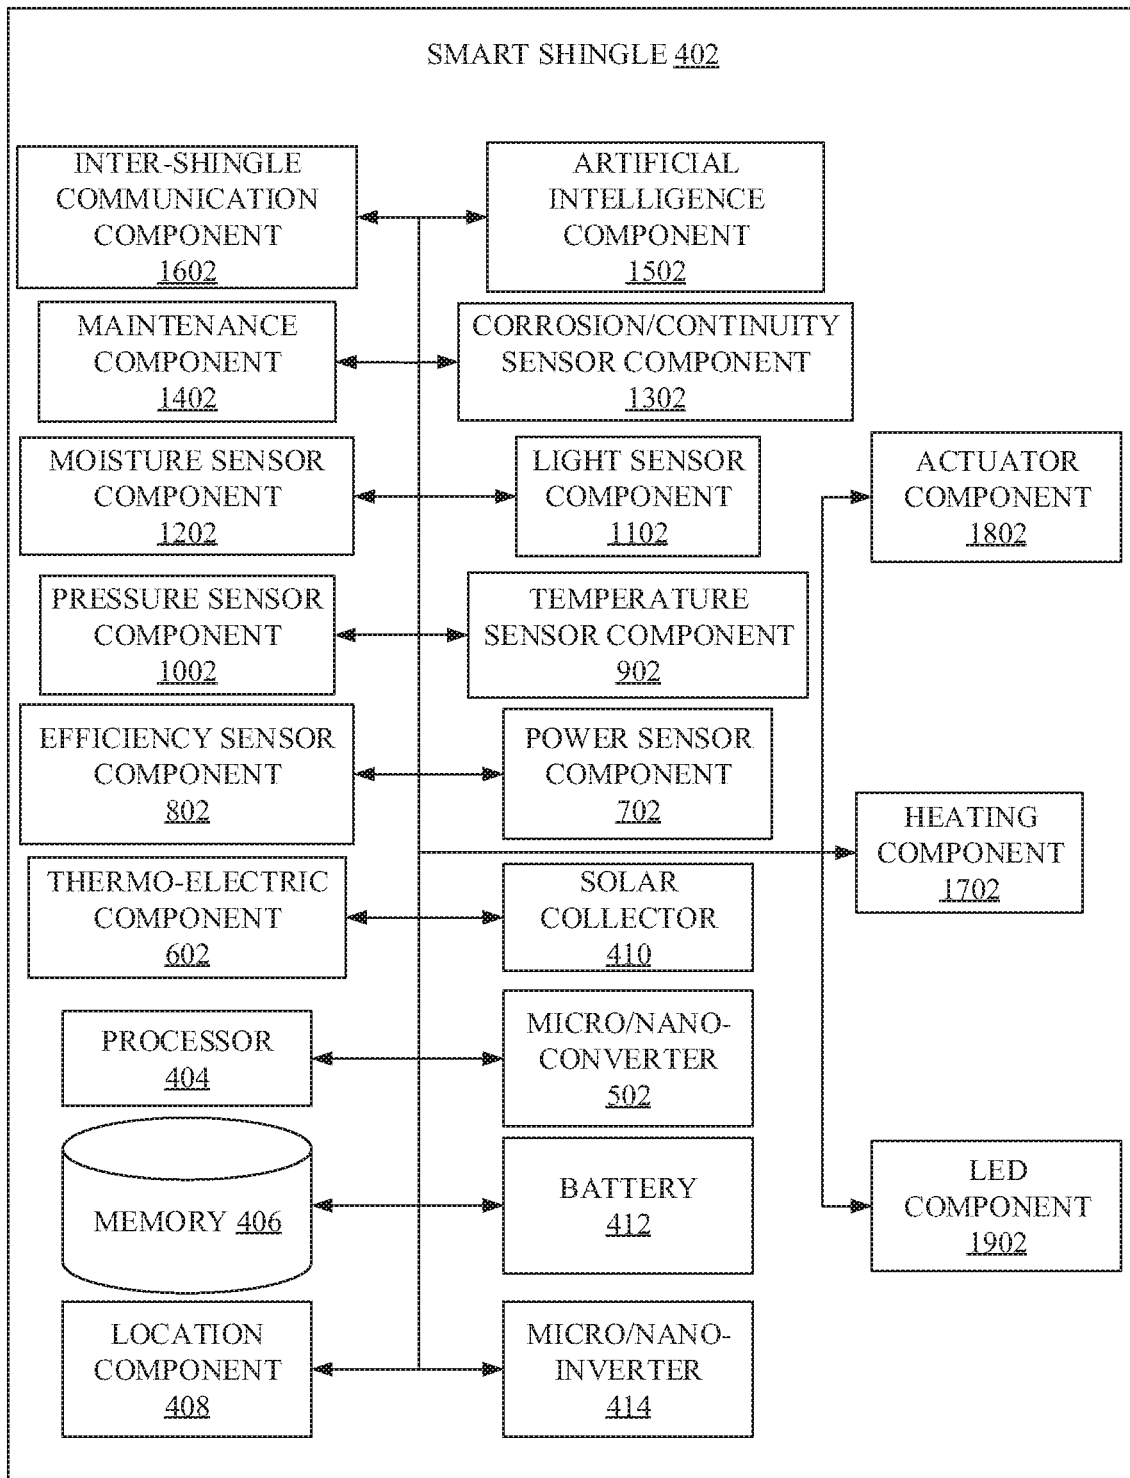 SMART SHINGLE 402
INTER-SHINGLE
COMMUNICATION
COMPONENT
1602
ARTIFICIAL
INTELLIGENCE
COMPONENT
1502
MAINTENANCE
COMPONENT
1402
CORROSION/CONTINUITY
SENSOR COMPONENT
1302
MOISTURE SENSOR
COMPONENT
1202
LIGHT SENSOR
COMPONENT
1102
ACTUATOR
COMPONENT
1802
PRESSURE SENSOR
COMPONENT
1002
TEMPERATURE
SENSOR COMPONENT
902
EFFICIENCY SENSOR
COMPONENT
802
POWER SENSOR
COMPONENT
702
HEATING
COMPONENT
1702
THERMO-ELECTRIC
COMPONENT
602
SOLAR
COLLECTOR
410
PROCESSOR
404
MICRO/NANO-
CONVERTER
502
MEMORY 406
BATTERY
412
LED
COMPONENT
1902
LOCATION
COMPONENT
408
MICRO/NANO-
INVERTER
414